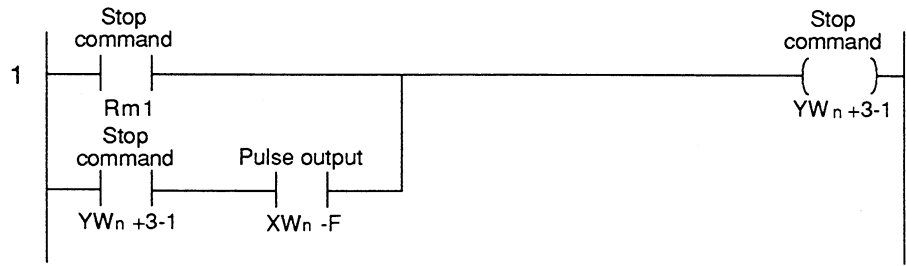 Stop
command
Stop
command
1
Rm1
YWn +3-1
Stop
command
Pulse output
YWn +3-1
XWn -F